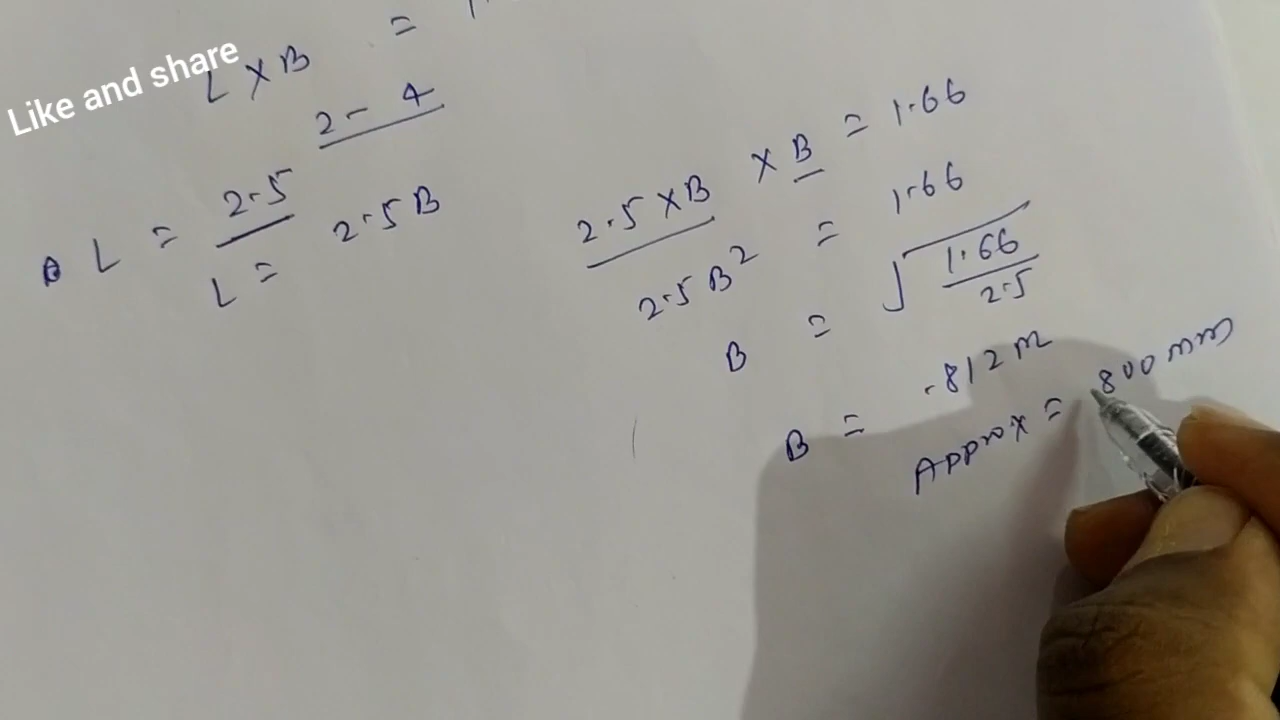 Like and share
L × B =
2 - 4
L = 2.5
L = 2.5 B
2.5 × B × B = 1.66
2.5 B² = 1.66
B = √1.66/2.5
B = .812 m
Approx = 800 mm